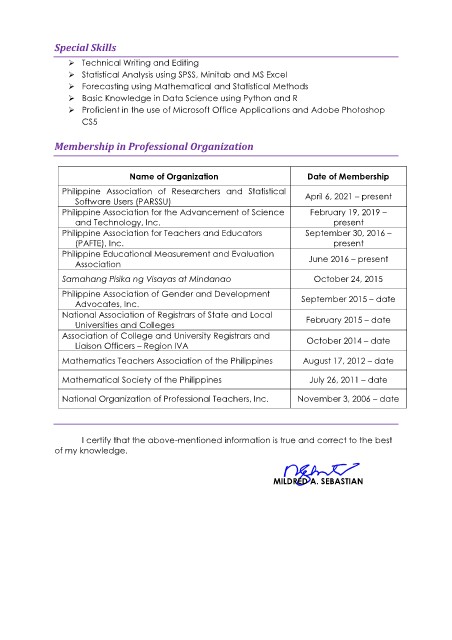 Special Skills
➢ Technical Writing and Editing
➢ Statistical Analysis using SPSS, Minitab and MS Excel
➢ Forecasting using Mathematical and Statistical Methods
➢ Basic Knowledge in Data Science using Python and R
➢ Proficient in the use of Microsoft Office Applications and Adobe Photoshop
CS5
Membership in Professional Organization
Name of Organization Date of Membership
Philippine Association of Researchers and Statistical
Software Users (PARSSU) April 6, 2021 – present
Philippine Association for the Advancement of Science February 19, 2019 –
and Technology, Inc. present
Philippine Association for Teachers and Educators September 30, 2016 –
(PAFTE), Inc. present
Philippine Educational Measurement and Evaluation
Association June 2016 – present
Samahang Pisika ng Visayas at Mindanao October 24, 2015
Philippine Association of Gender and Development
Advocates, Inc. September 2015 – date
National Association of Registrars of State and Local
Universities and Colleges February 2015 – date
Association of College and University Registrars and
Liaison Officers – Region IVA October 2014 – date
Mathematics Teachers Association of the Philippines August 17, 2012 – date
Mathematical Society of the Philippines July 26, 2011 – date
National Organization of Professional Teachers, Inc. November 3, 2006 – date
I certify that the above-mentioned information is true and correct to the best
of my knowledge.
MILDRED A. SEBASTIAN